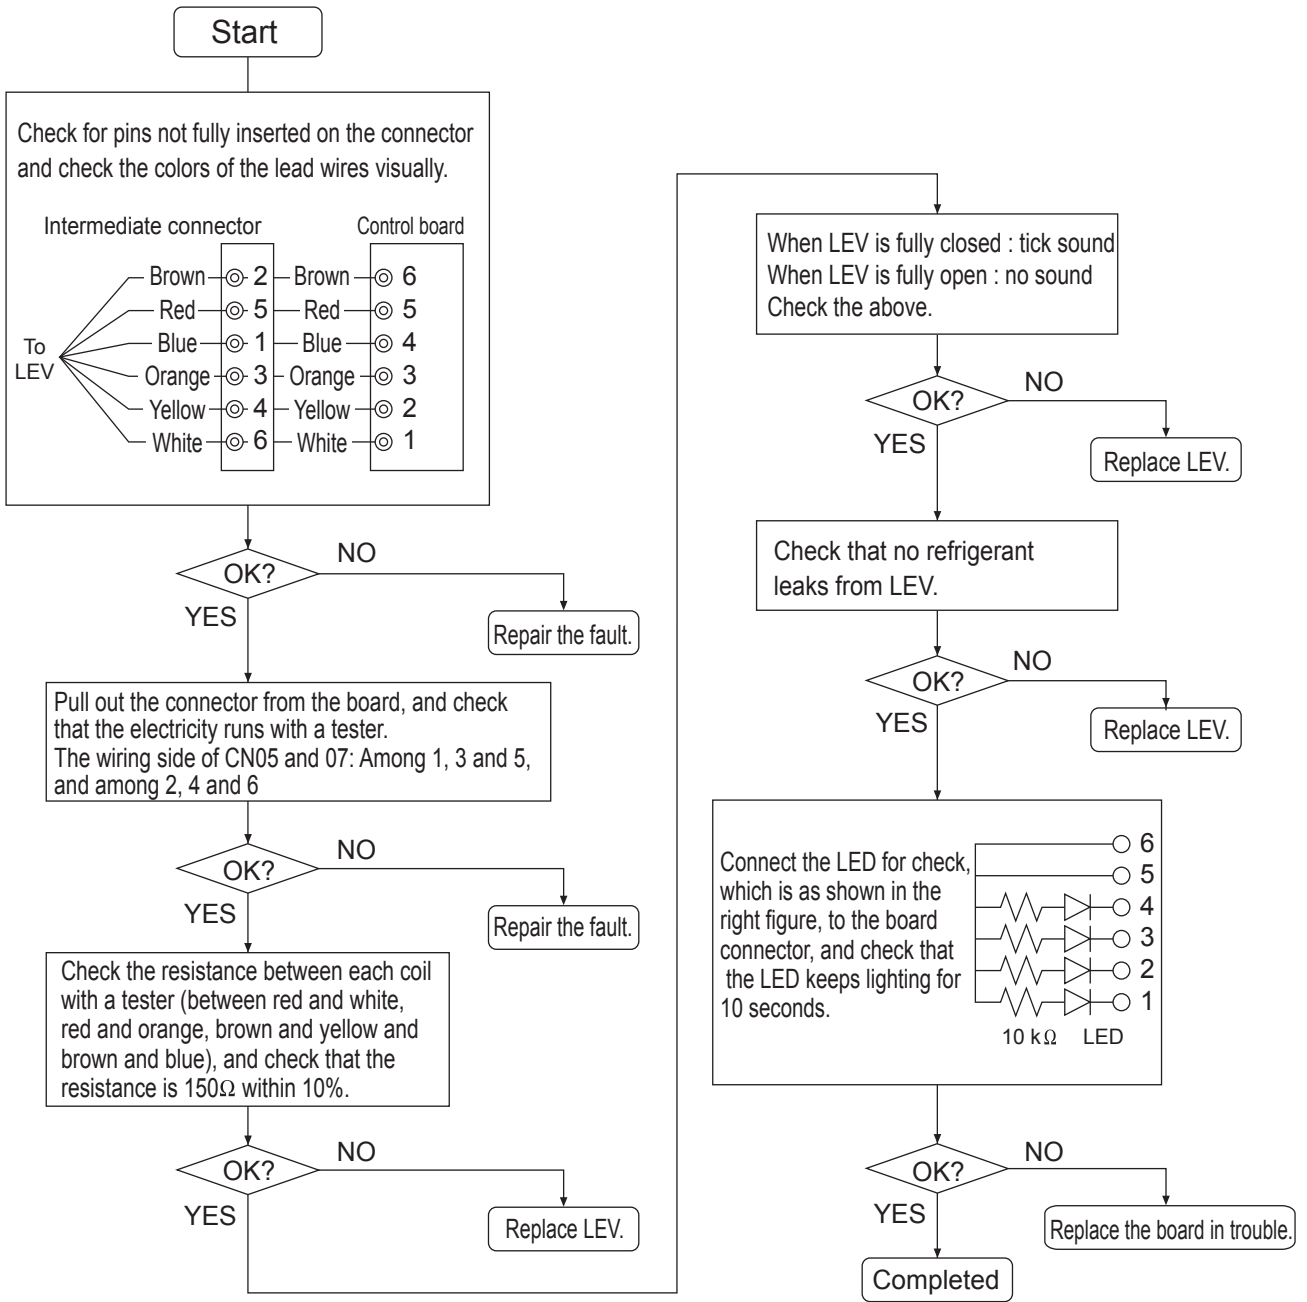 Start
Check for pins not fully inserted on the connector
and check the colors of the lead wires visually.
Intermediate connector
Control board
To
LEV
Brown 2 Brown 6
Red 5 Red 5
Blue 1 Blue 4
Orange 3 Orange 3
Yellow 4 Yellow 2
White 6 White 1
OK?
NO
YES
Repair the fault.
Pull out the connector from the board, and check
that the electricity runs with a tester.
The wiring side of CN05 and 07: Among 1, 3 and 5,
and among 2, 4 and 6
OK?
NO
YES
Repair the fault.
Check the resistance between each coil
with a tester (between red and white,
red and orange, brown and yellow and
brown and blue), and check that the
resistance is 150Ω within 10%.
OK?
NO
YES
Replace LEV.
When LEV is fully closed : tick sound
When LEV is fully open : no sound
Check the above.
OK?
NO
YES
Replace LEV.
Check that no refrigerant
leaks from LEV.
OK?
NO
YES
Replace LEV.
Connect the LED for check,
which is as shown in the
right figure, to the board
connector, and check that
the LED keeps lighting for
10 seconds.
6
5
4
3
2
1
10 kΩ LED
OK?
NO
YES
Replace the board in trouble.
Completed